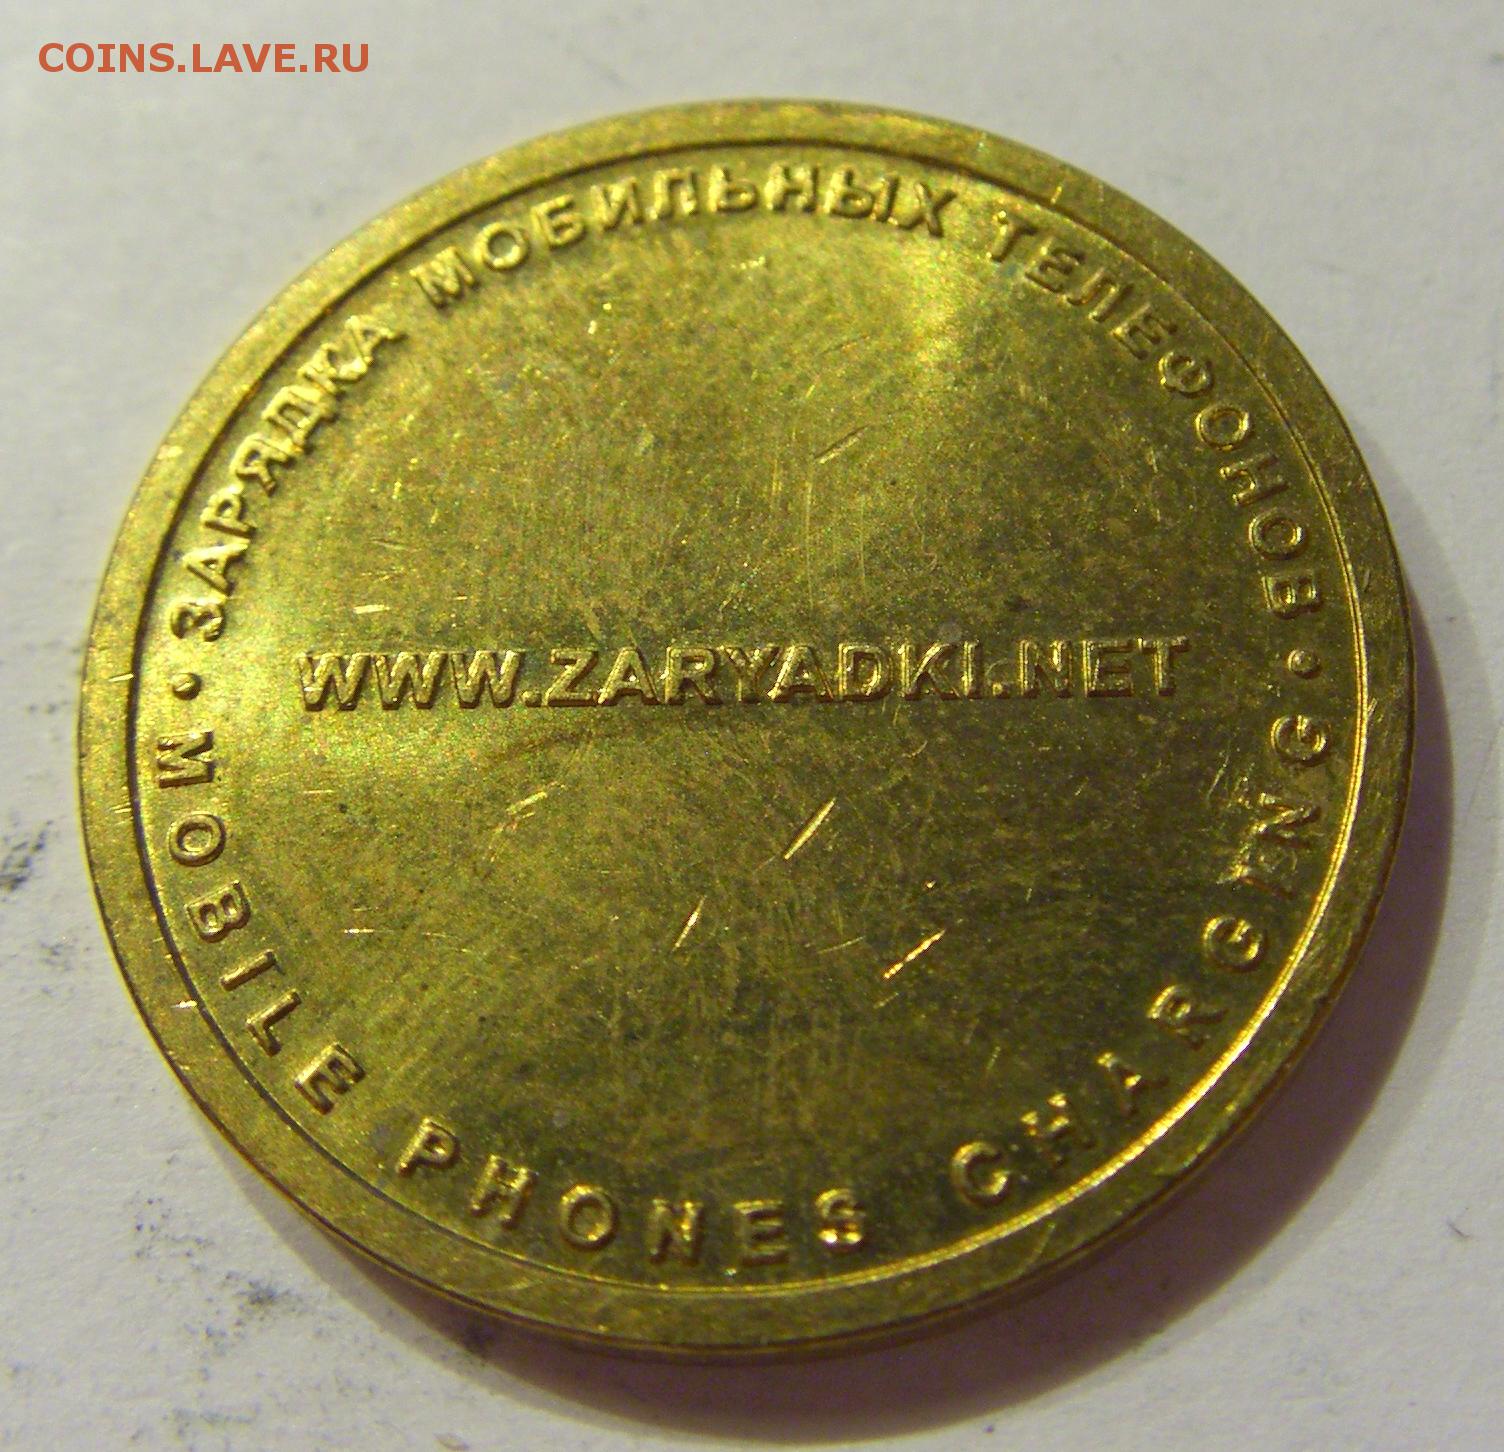 COINS.LAVE.RU
• ЗАРЯДКА МОБИЛЬНЫХ ТЕЛЕФОНОВ •
WWW.ZARYADKI.NET
MOBILE PHONES CHARGING